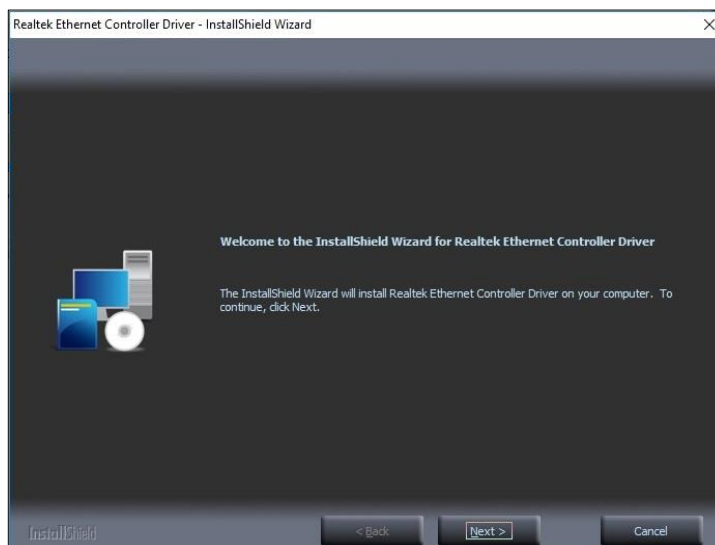 Realtek Ethernet Controller Driver - InstallShield Wizard
Welcome to the InstallShield Wizard for Realtek Ethernet Controller Driver
The InstallShield Wizard will install Realtek Ethernet Controller Driver on your computer. To
continue, click Next.
InstallShield
< Back
Next >
Cancel